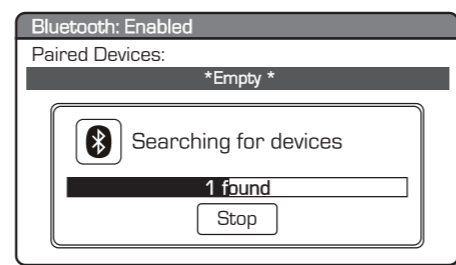 Bluetooth: Enabled
Paired Devices:
*Empty *
Searching for devices
1 found
Stop